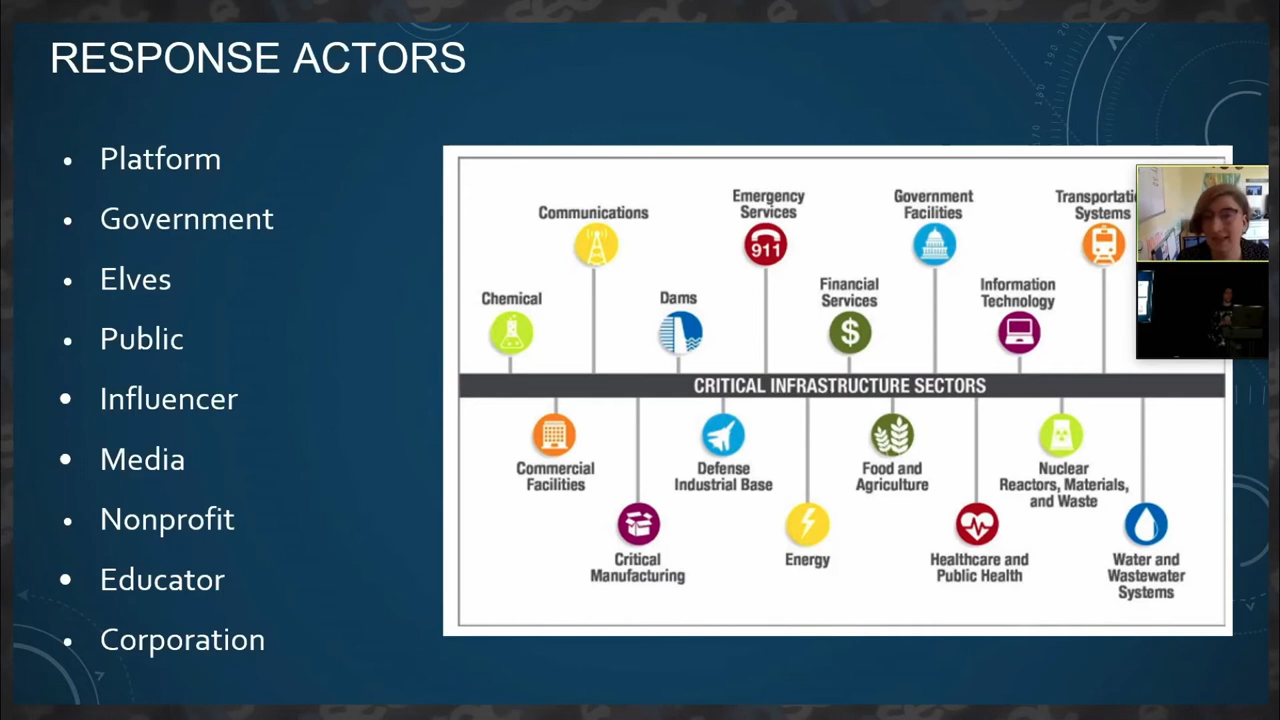 RESPONSE ACTORS
• Platform
• Government
• Elves
• Public
• Influencer
• Media
• Nonprofit
• Educator
• Corporation
Communications
Emergency
Services
911
Government
Facilities
Systems
Chemical
Dams
Financial
Services
$
Information
Technology
CRITICAL INFRASTRUCTURE SECTORS
Commercial
Facilities
Defense
Industrial Base
Food and
Agriculture
Nuclear
Reactors, Materials,
and Waste
Critical
Manufacturing
Energy
Healthcare and
Public Health
Water and
Wastewater
Systems